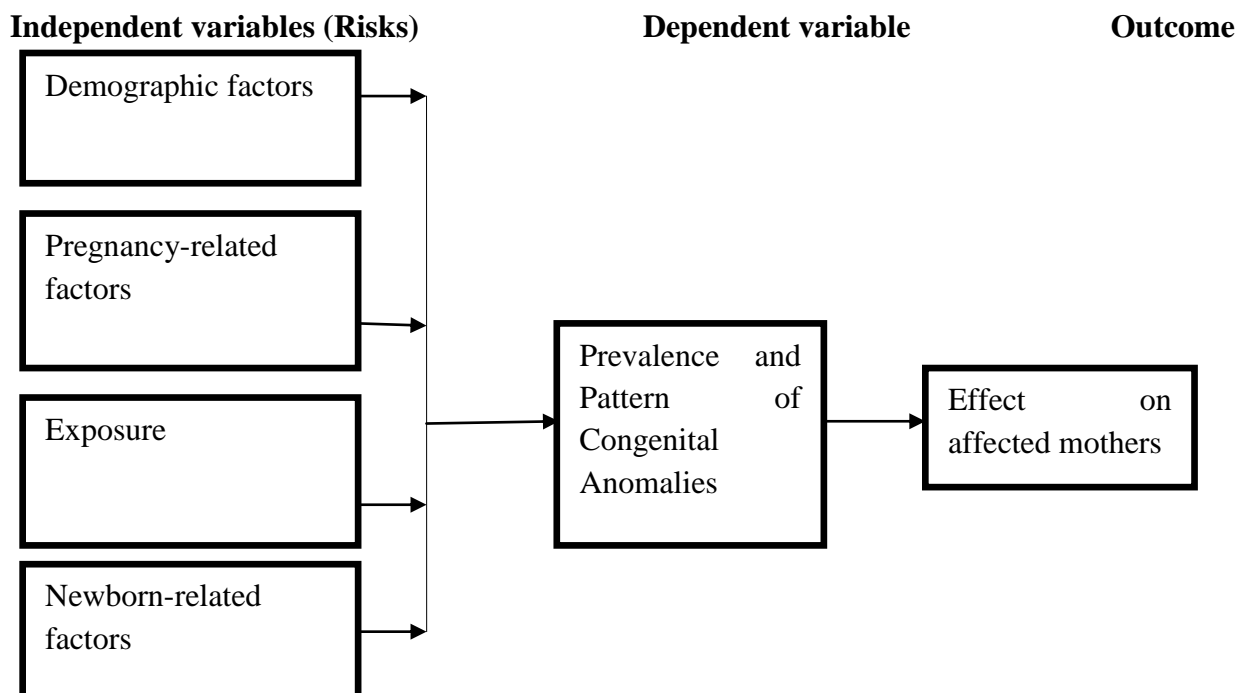 Independent variables (Risks) Dependent variable Outcome
Demographic factors
Pregnancy-related
factors
Exposure
Newborn-related
factors
Prevalence and
Pattern of
Congenital
Anomalies
Effect on
affected mothers